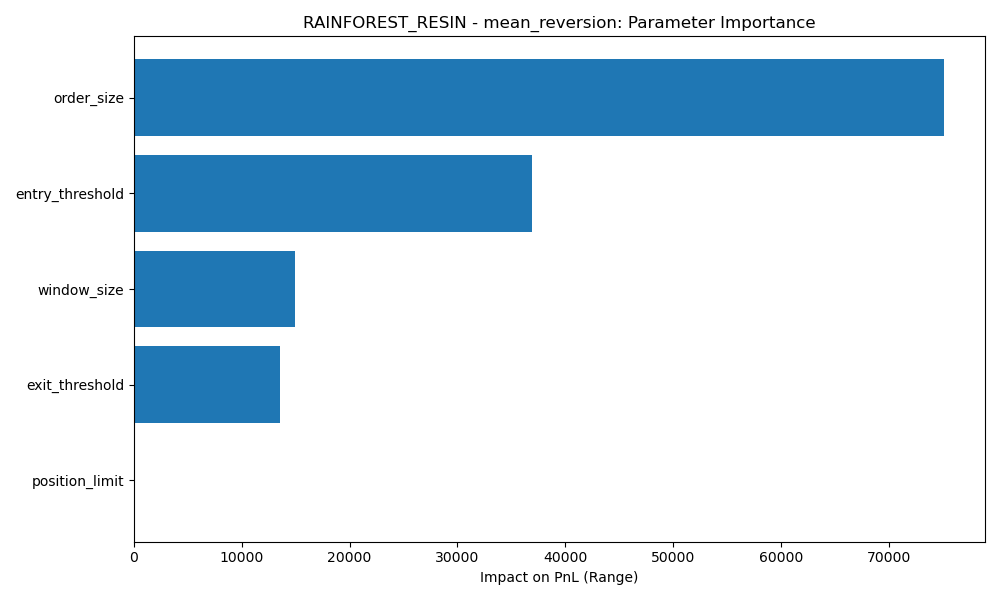 RAINFOREST_RESIN - mean_reversion: Parameter Importance
order_size
entry_threshold
window_size
exit_threshold
position_limit
0 10000 20000 30000 40000 50000 60000 70000
Impact on PnL (Range)